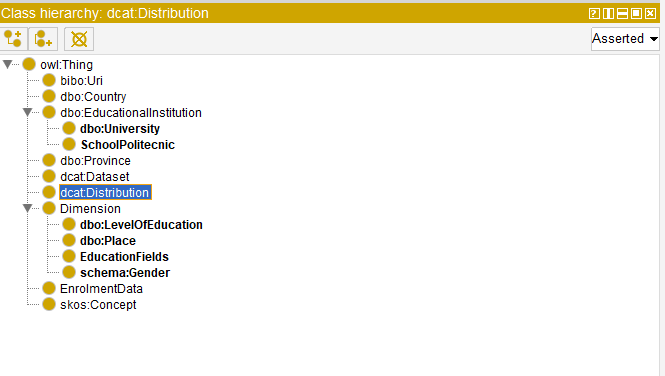 Class hierarchy: dcat:Distribution
Asserted
owl:Thing
bibo:Uri
dbo:Country
dbo:EducationalInstitution
dbo:University
SchoolPolitecnic
dbo:Province
dcat:Dataset
dcat:Distribution
Dimension
dbo:LevelOfEducation
dbo:Place
EducationFields
schema:Gender
EnrolmentData
skos:Concept